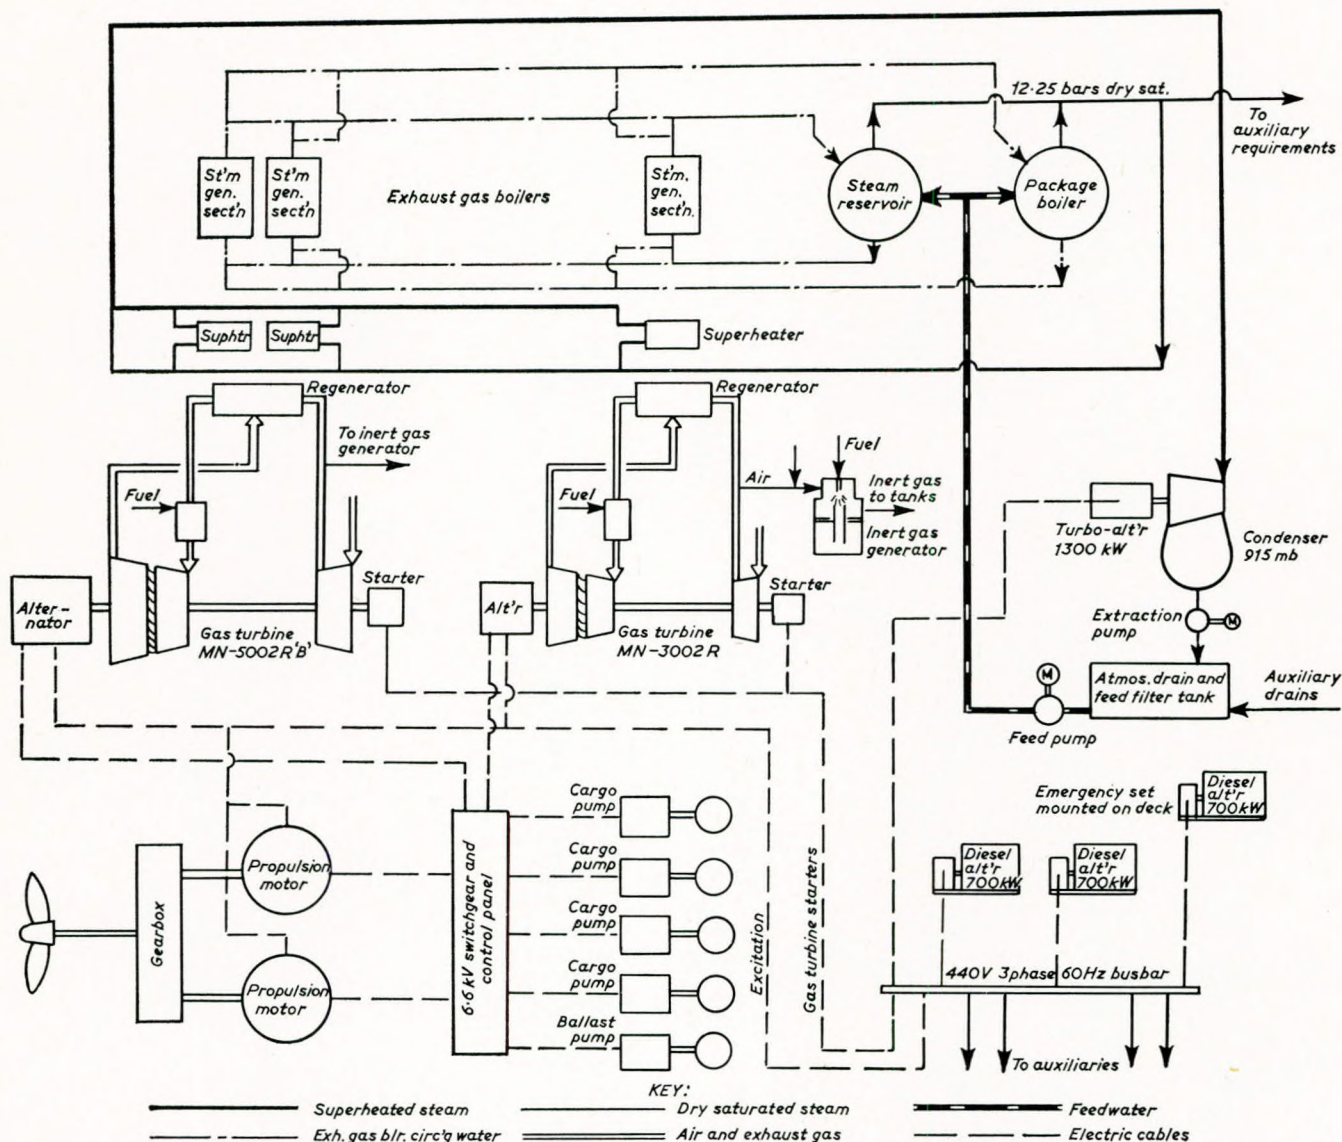 12·25 bars dry sat.
To
auxiliary
requirements
St'm
gen.
sect'n
St'm
gen.
sect'n
Exhaust gas boilers
St'm.
gen.
sect'n.
Steam
reservoir
Package
boiler
Suphtr
Suphtr
Superheater
Regenerator
Regenerator
To inert gas
generator
Fuel
Fuel
Air
Fuel
Inert gas
to tanks
Inert gas
generator
Turbo-alt'r
1300 kW
Condenser
915 mb
Alter-
nator
Starter
Gas turbine
MN-5002R'B'
Alt'r
Starter
Gas turbine
MN-3002R
Extraction
pump
M
M
Atmos. drain and
feed filter tank
Auxiliary
drains
Feed pump
Emergency set
mounted on deck
Diesel
alt'r
700kW
Diesel
alt'r
700kW
Diesel
alt'r
700kW
Cargo
pump
Cargo
pump
Cargo
pump
Cargo
pump
Ballast
pump
Gearbox
Propulsion
motor
Propulsion
motor
6·6 kV switchgear and
control panel
Excitation
Gas turbine starters
440V 3phase 60Hz busbar
To auxiliaries
KEY:
Superheated steam
Dry saturated steam
Feedwater
Exh. gas blr. circ'g water
Air and exhaust gas
Electric cables